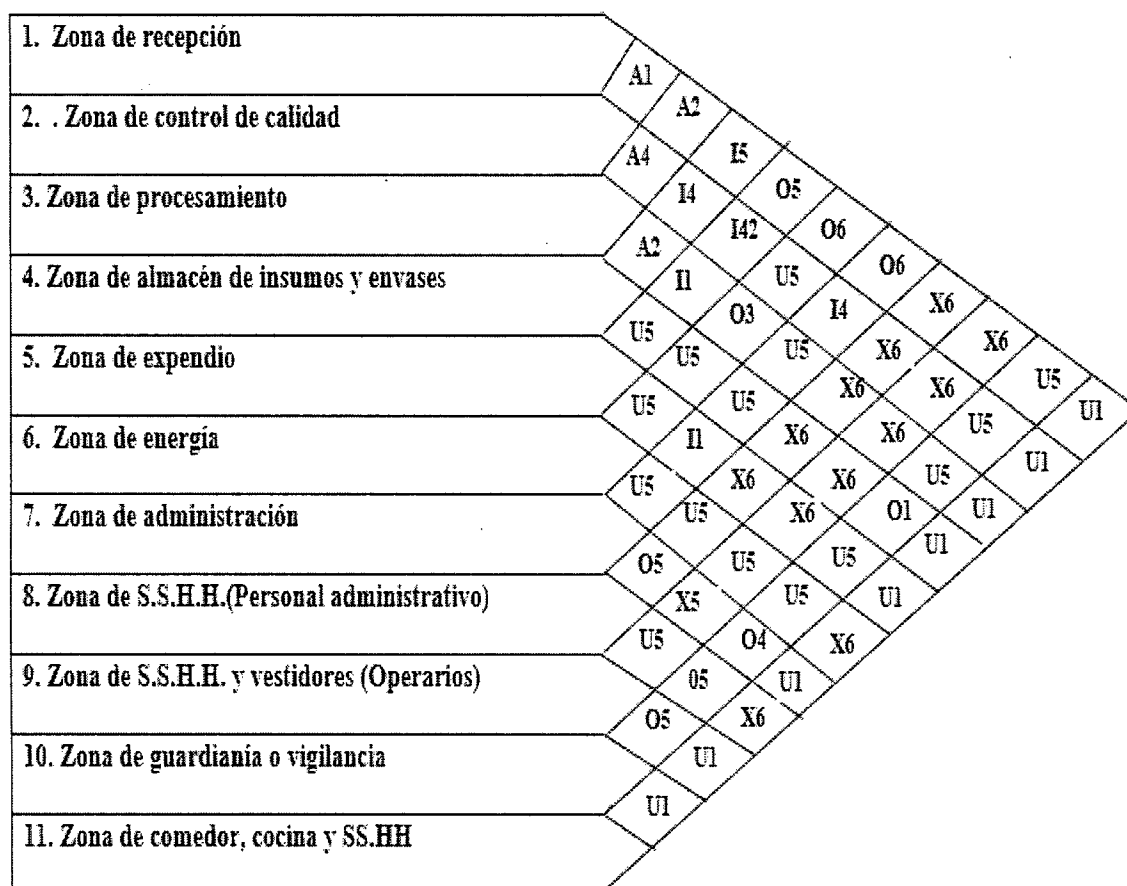 1. Zona de recepción
2. . Zona de control de calidad
3. Zona de procesamiento
4. Zona de almacén de insumos y envases
5. Zona de expendio
6. Zona de energía
7. Zona de administración
8. Zona de S.S.H.H.(Personal administrativo)
9. Zona de S.S.H.H. y vestidores (Operarios)
10. Zona de guardianía o vigilancia
11. Zona de comedor, cocina y SS.HH
A1
A2
A4 I5
I4 O5
A2 I42 O6
I1 U5 O6
O3 I4 X6
U5 U5 U5 X6 X6
U5 U5 X6 X6 U5
I1 X6 X6 U5 U1
U5 X6 X6 U5 U1
U5 X6 O1 U1
O5 U5 U5 U1
X5 U5 U1
U5 O4 X6
05 U1
O5 X6
U1
U1